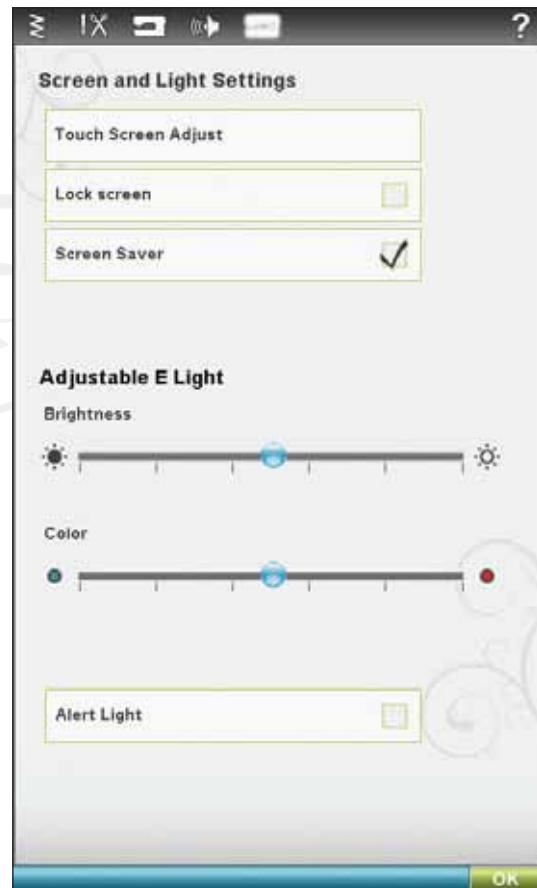 ?
Screen and Light Settings
Touch Screen Adjust
Lock screen
Screen Saver
Adjustable E Light
Brightness
Color
Alert Light
OK